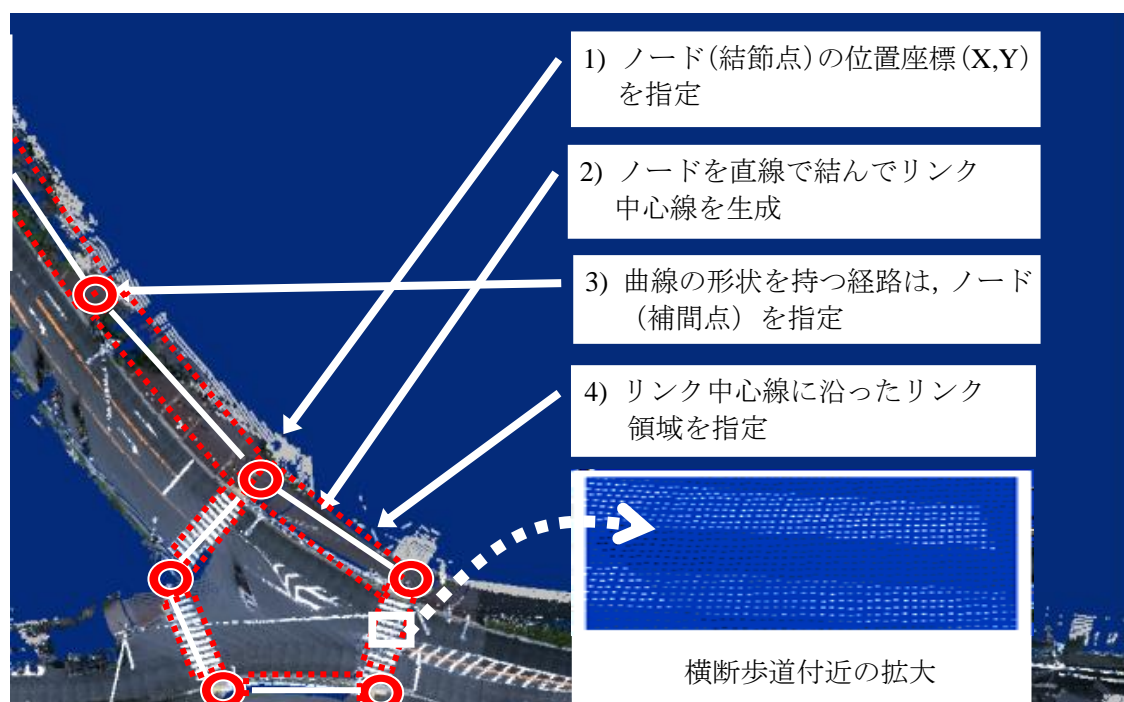 1) ノード(結節点)の位置座標(X,Y)
を指定
2) ノードを直線で結んでリンク
中心線を生成
3) 曲線の形状を持つ経路は,ノード
(補間点)を指定
4) リンク中心線に沿ったリンク
領域を指定
横断歩道付近の拡大